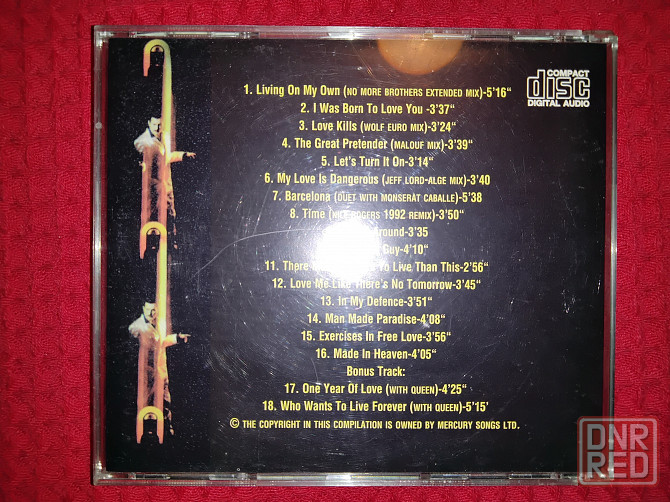 COMPACT
disc
DIGITAL AUDIO
1. Living On My Own (NO MORE BROTHERS EXTENDED MIX)-5'16"
2. I Was Born To Love You -3'37"
3. Love Kills (WOLF EURO MIX)-3'24"
4. The Great Pretender (MALOUF MIX)-3'39"
5. Let's Turn It On-3'14"
6. My Love Is Dangerous (JEFF LORD-ALGE MIX)-3'40
7. Barcelona (DUET WITH MONSERAT CABALLE)-5'38
8. Time (NILE ROGERS 1992 REMIX)-3'50"
Around-3'35
Guy-4'10"
11. There To Live Than This-2'56"
12. Love Me Like There's No Tomorrow-3'45"
13. In My Defence-3'51"
14. Man Made Paradise-4'08"
15. Exercises In Free Love-3'56"
16. Made In Heaven-4'05"
Bonus Track:
17. One Year Of Love (WITH QUEEN)-4'25"
18. Who Wants To Live Forever (WITH QUEEN)-5'15'
© THE COPYRIGHT IN THIS COMPILATION IS OWNED BY MERCURY SONGS LTD.
DNR
RED